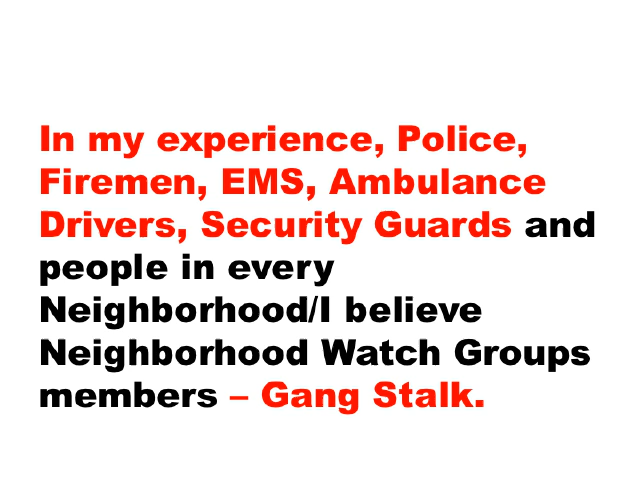 In my experience, Police,
Firemen, EMS, Ambulance
Drivers, Security Guards and
people in every
Neighborhood/I believe
Neighborhood Watch Groups
members – Gang Stalk.